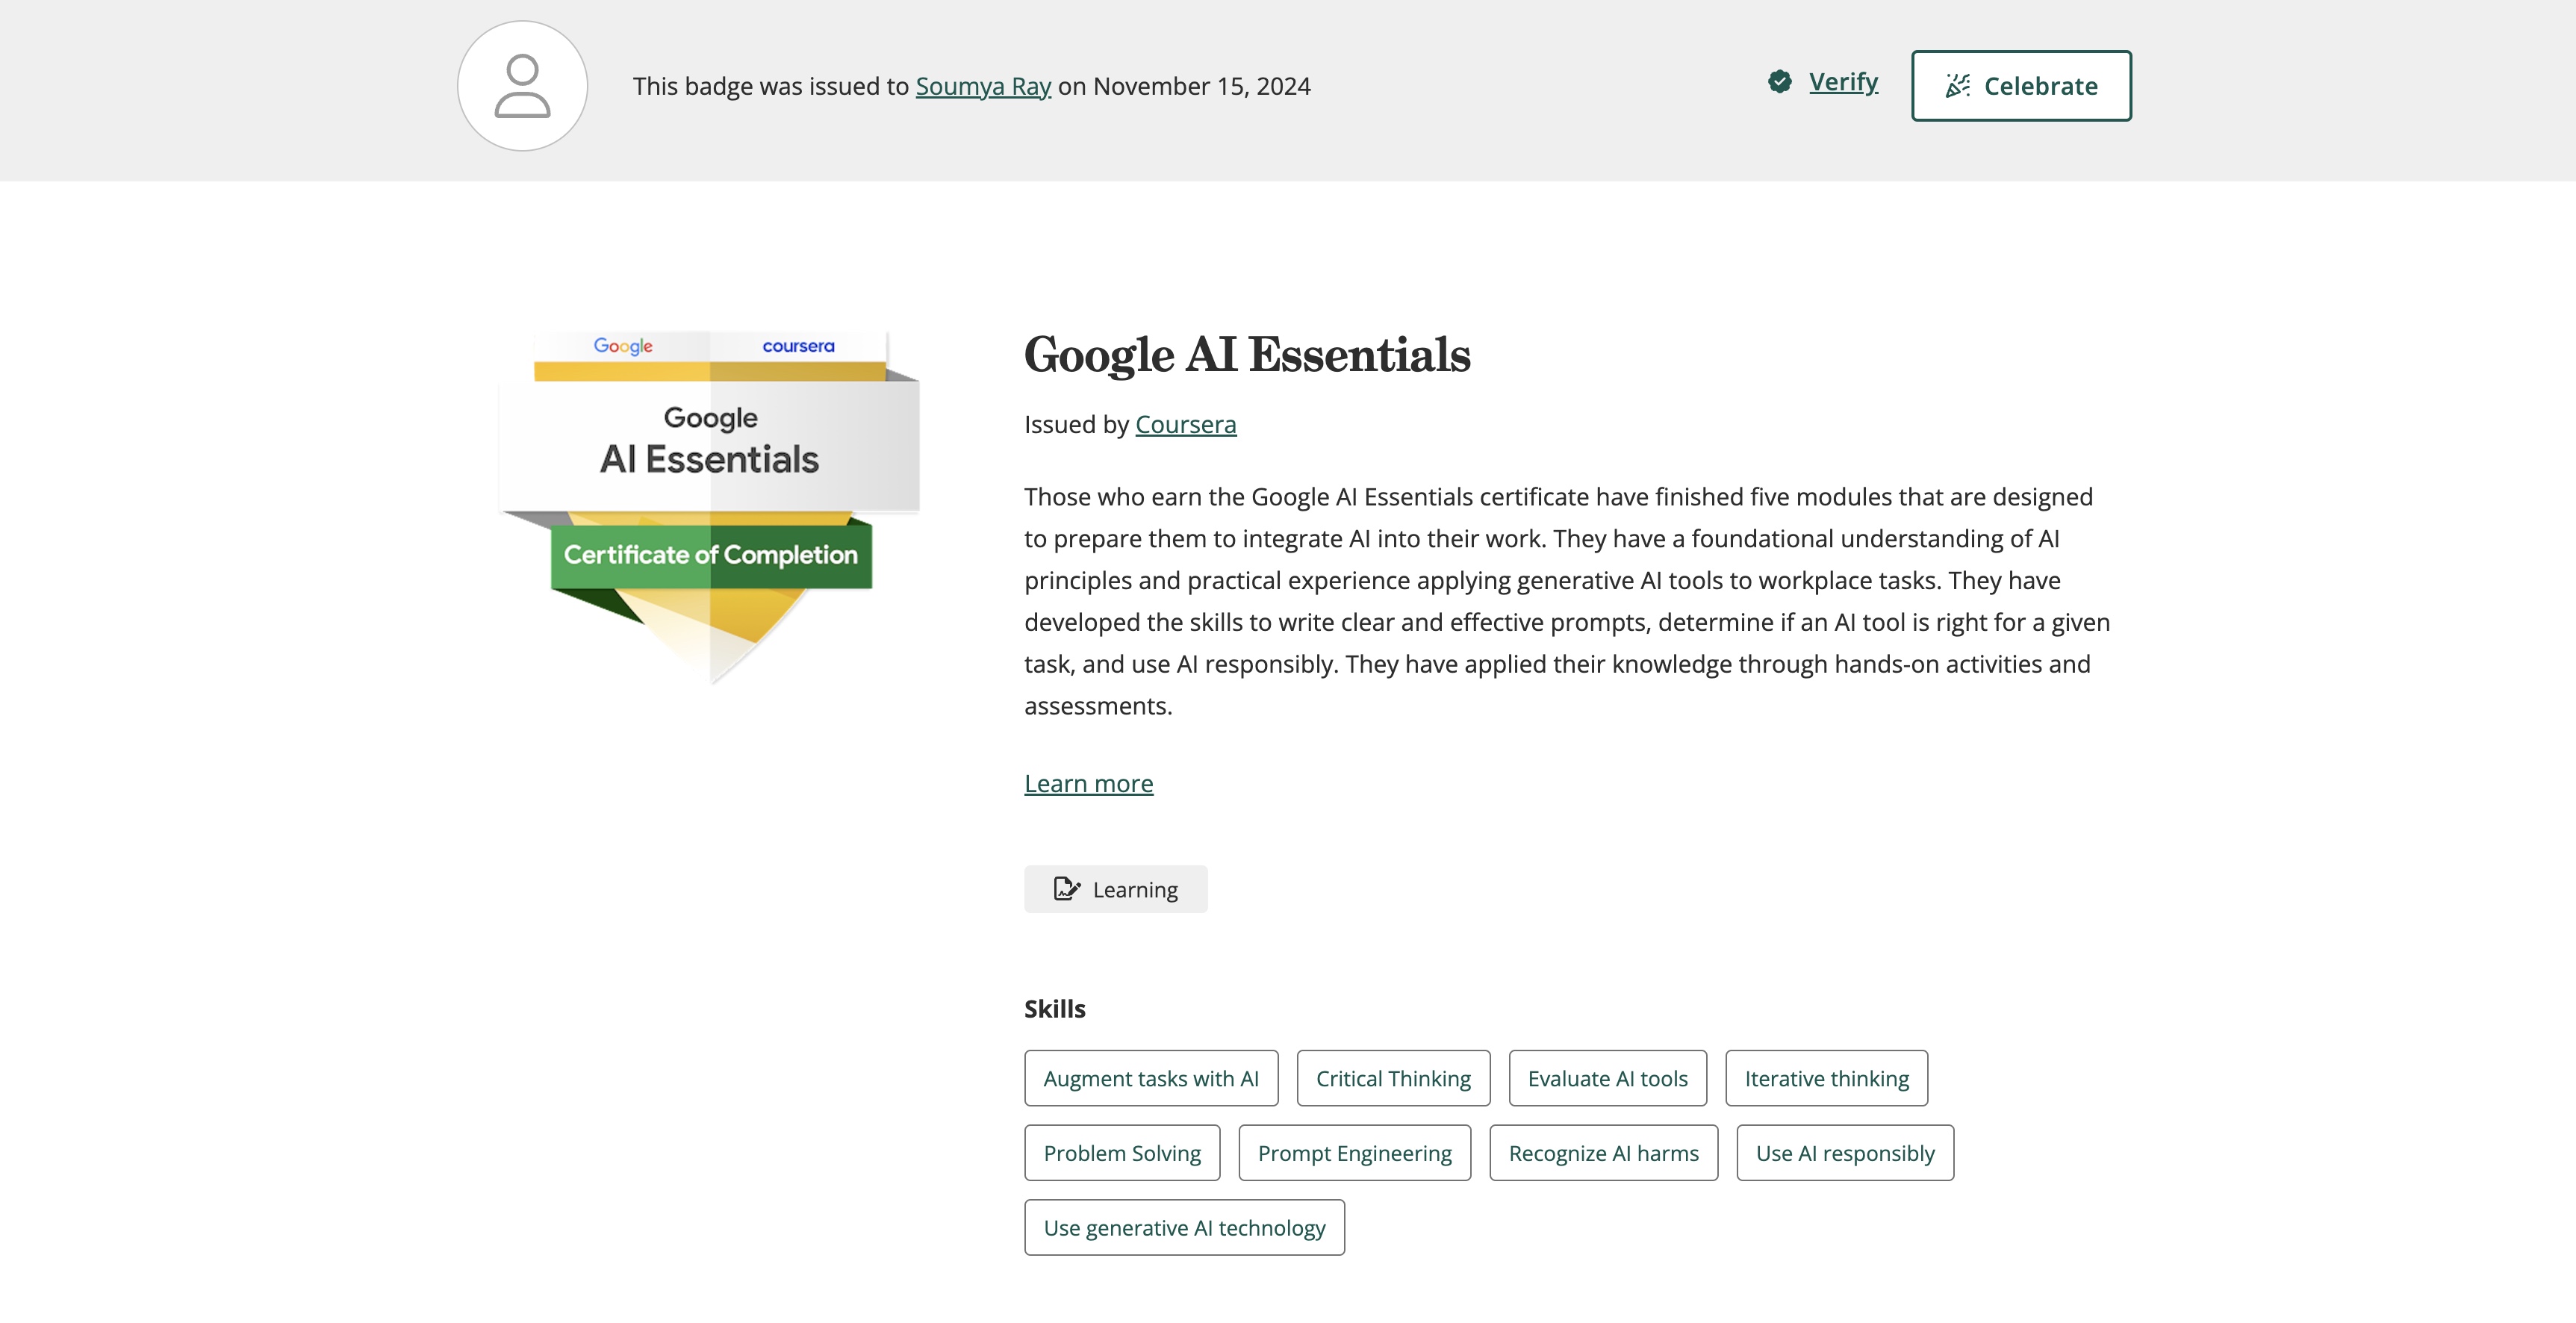 This badge was issued to Soumya Ray on November 15, 2024
Verify
Celebrate
Google
coursera
Google
AI Essentials
Certificate of Completion
Google AI Essentials
Issued by Coursera
Those who earn the Google AI Essentials certificate have finished five modules that are designed
to prepare them to integrate AI into their work. They have a foundational understanding of AI
principles and practical experience applying generative AI tools to workplace tasks. They have
developed the skills to write clear and effective prompts, determine if an AI tool is right for a given
task, and use AI responsibly. They have applied their knowledge through hands-on activities and
assessments.
Learn more
Learning
Skills
Augment tasks with AI
Critical Thinking
Evaluate AI tools
Iterative thinking
Problem Solving
Prompt Engineering
Recognize AI harms
Use AI responsibly
Use generative AI technology